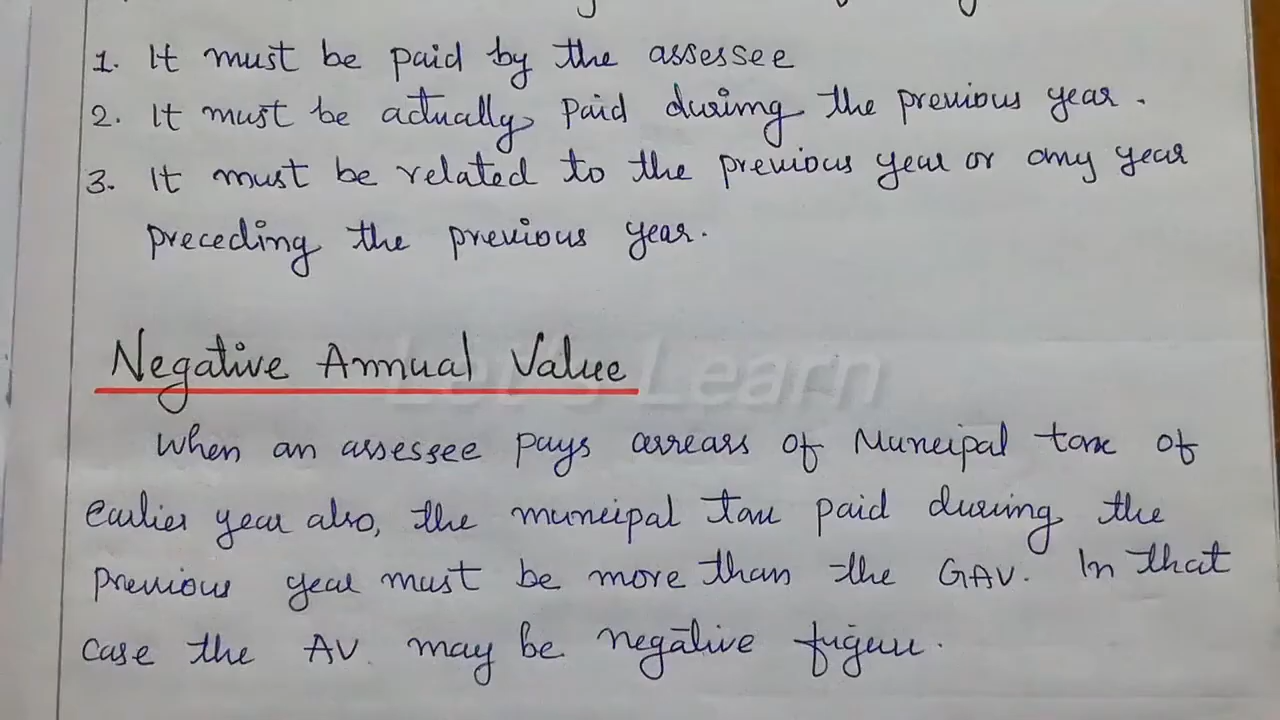 1. It must be paid by the assessee
2. It must be actually paid during the previous year.
3. It must be related to the previous year or any year
preceding the previous year.
Negative Annual Value
Let's Learn
When an assessee pays arrears of Muncipal tax of
earlier year also, the muncipal tax paid during the
previous year must be more than the GAV. In that
case the AV. may be negative figure.